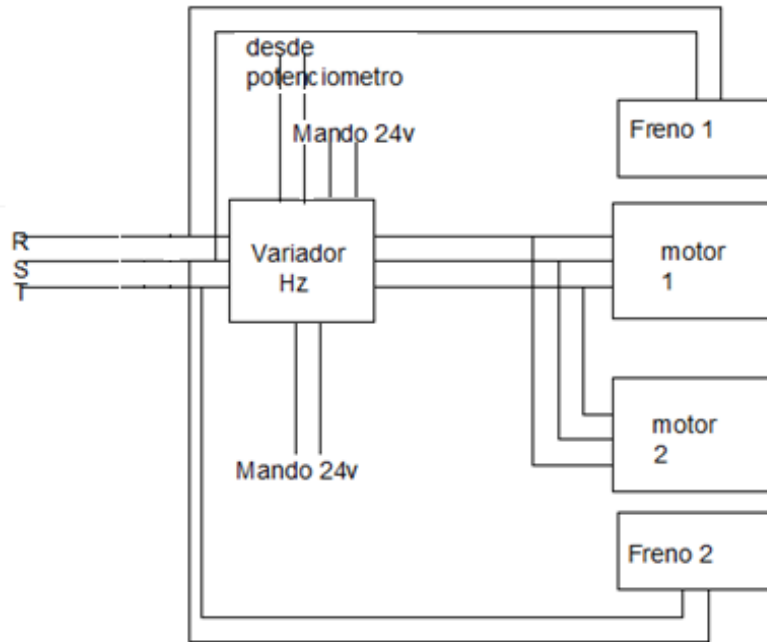 desde
potenciometro
Mando 24v
Freno 1
R
S
T
Variador
Hz
motor
1
motor
2
Mando 24v
Freno 2